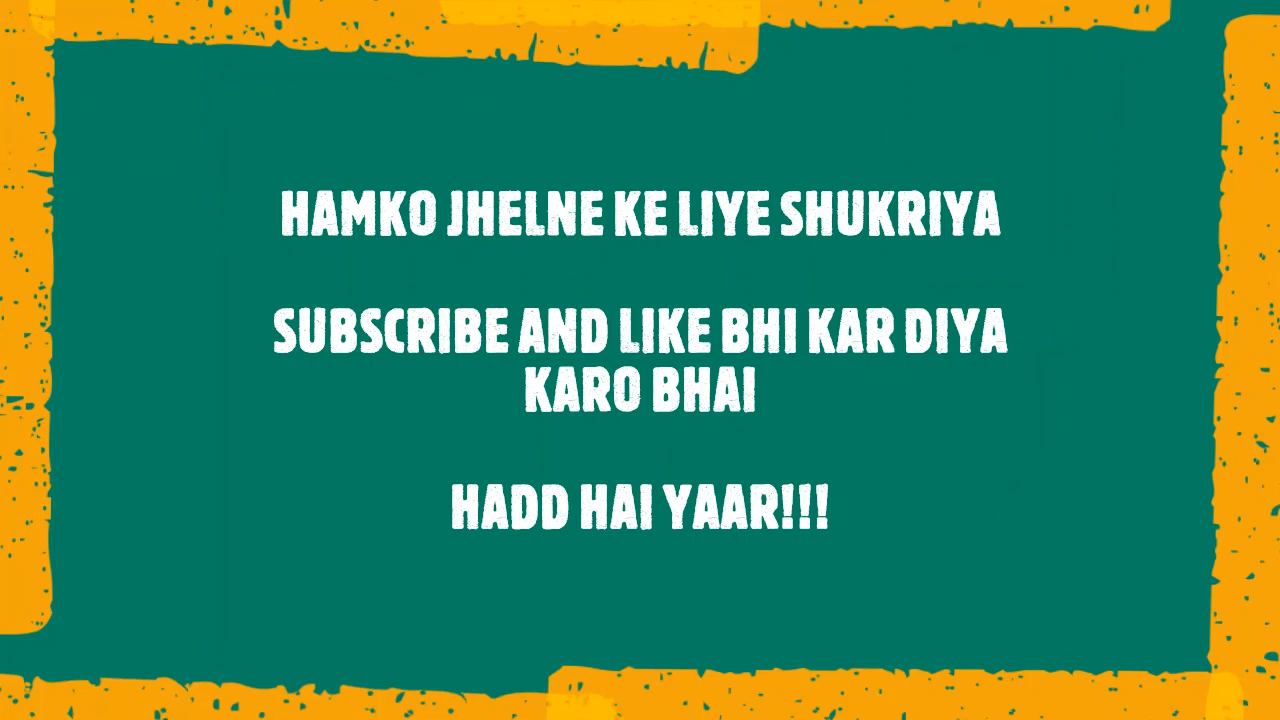 HAMKO JHELNE KE LIYE SHUKRIYA
SUBSCRIBE AND LIKE BHI KAR DIYA
KARO BHAI
HADD HAI YAAR!!!